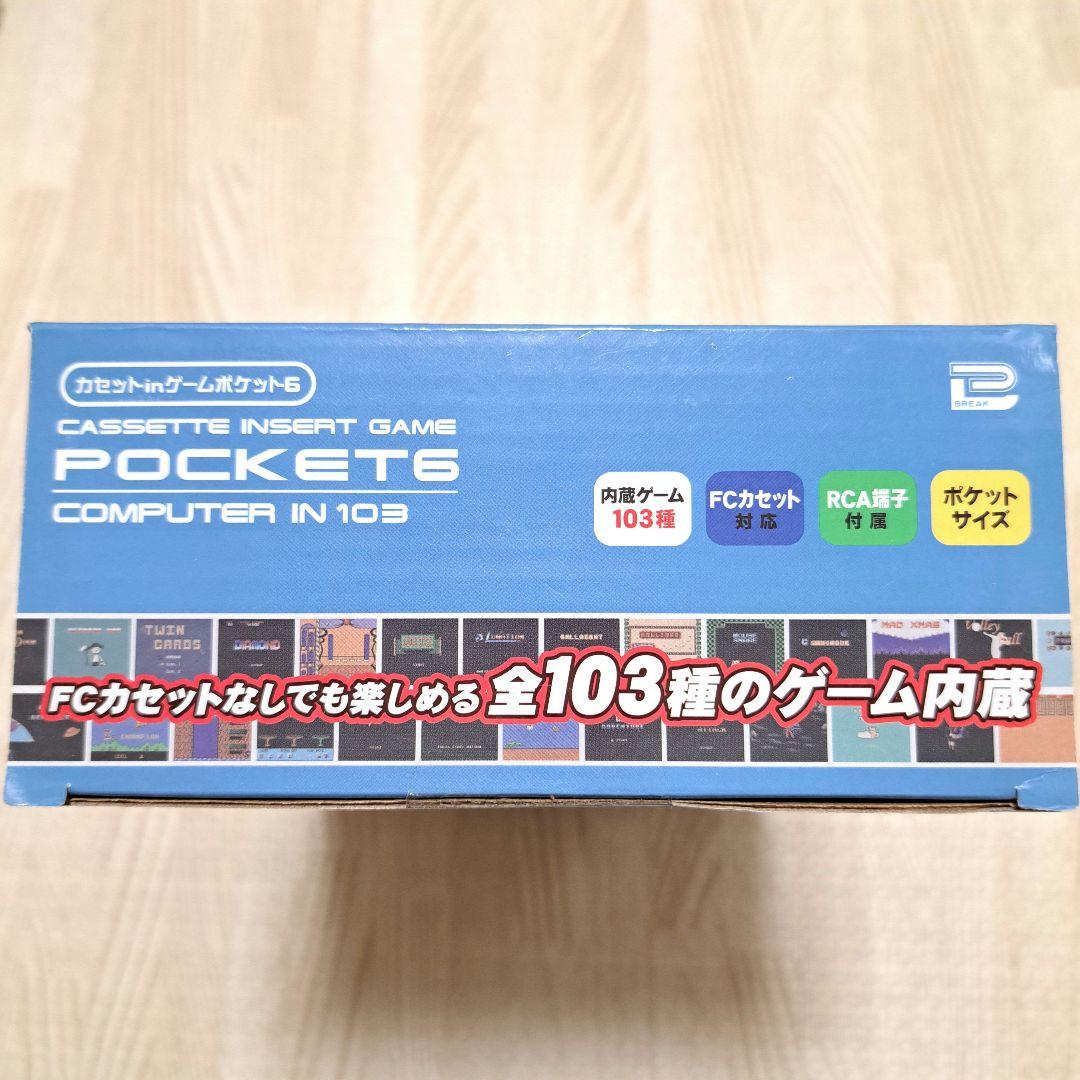 カセットinゲームポケット6
CASSETTE INSERT GAME
POCKET6
COMPUTER IN 103
BREAK
内蔵ゲーム
103種
FCカセット
対応
RCA端子
付属
ポケット
サイズ
TWIN
CARDS
DIAMOND
MAD XMAS
Volley
FCカセットなしでも楽しめる 全103種のゲーム内蔵